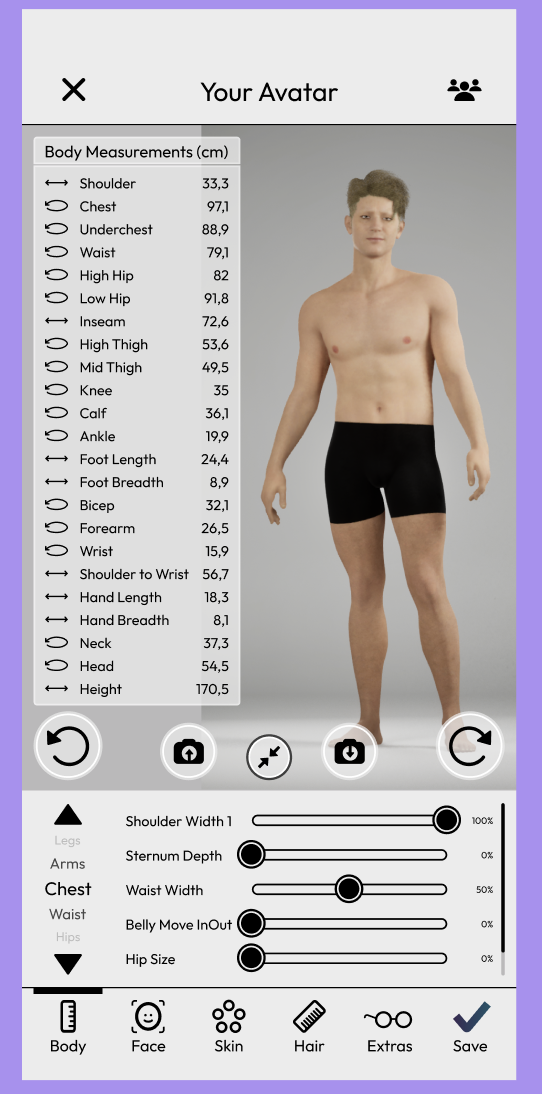 Your Avatar
Body Measurements (cm)
Shoulder 33,3
Chest 97,1
Underchest 88,9
Waist 79,1
High Hip 82
Low Hip 91,8
Inseam 72,6
High Thigh 53,6
Mid Thigh 49,5
Knee 35
Calf 36,1
Ankle 19,9
Foot Length 24,4
Foot Breadth 8,9
Bicep 32,1
Forearm 26,5
Wrist 15,9
Shoulder to Wrist 56,7
Hand Length 18,3
Hand Breadth 8,1
Neck 37,3
Head 54,5
Height 170,5
Legs
Arms
Chest
Waist
Hips
Shoulder Width 1 100%
Sternum Depth 0%
Waist Width 50%
Belly Move InOut 0%
Hip Size 0%
Body Face Skin Hair Extras Save